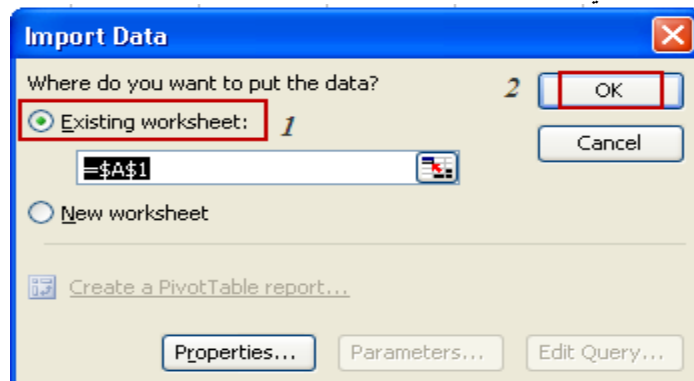 Import Data
Where do you want to put the data?
2
OK
Existing worksheet:
1
Cancel
=$A$1
New worksheet
Create a PivotTable report...
Properties...
Parameters...
Edit Query...